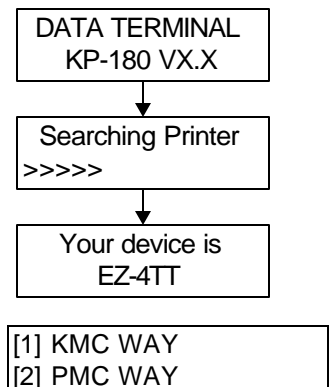 DATA TERMINAL
KP-180 VX.X
Searching Printer
>>>>>
Your device is
EZ-4TT
[1] KMC WAY
[2] PMC WAY